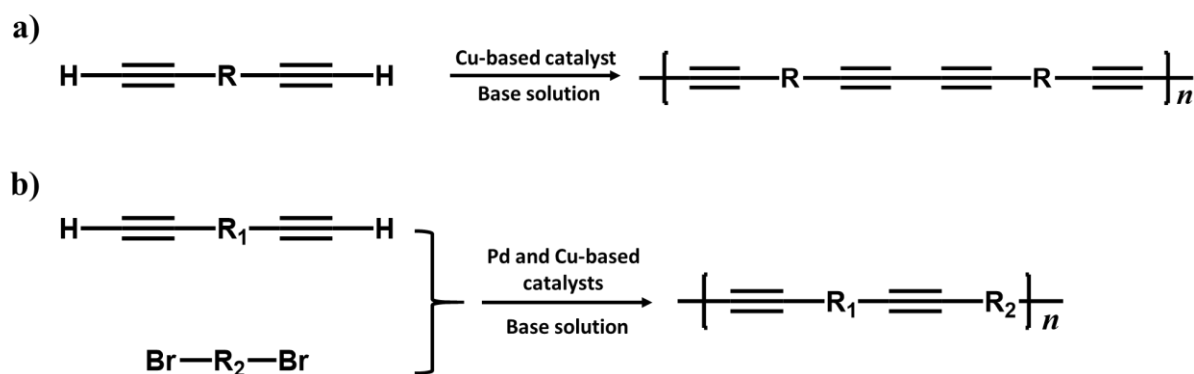 a)
H R H
Cu-based catalyst
Base solution
R R n
b)
H R1 H
Br R2 Br
Pd and Cu-based
catalysts
Base solution
R1 R2 n